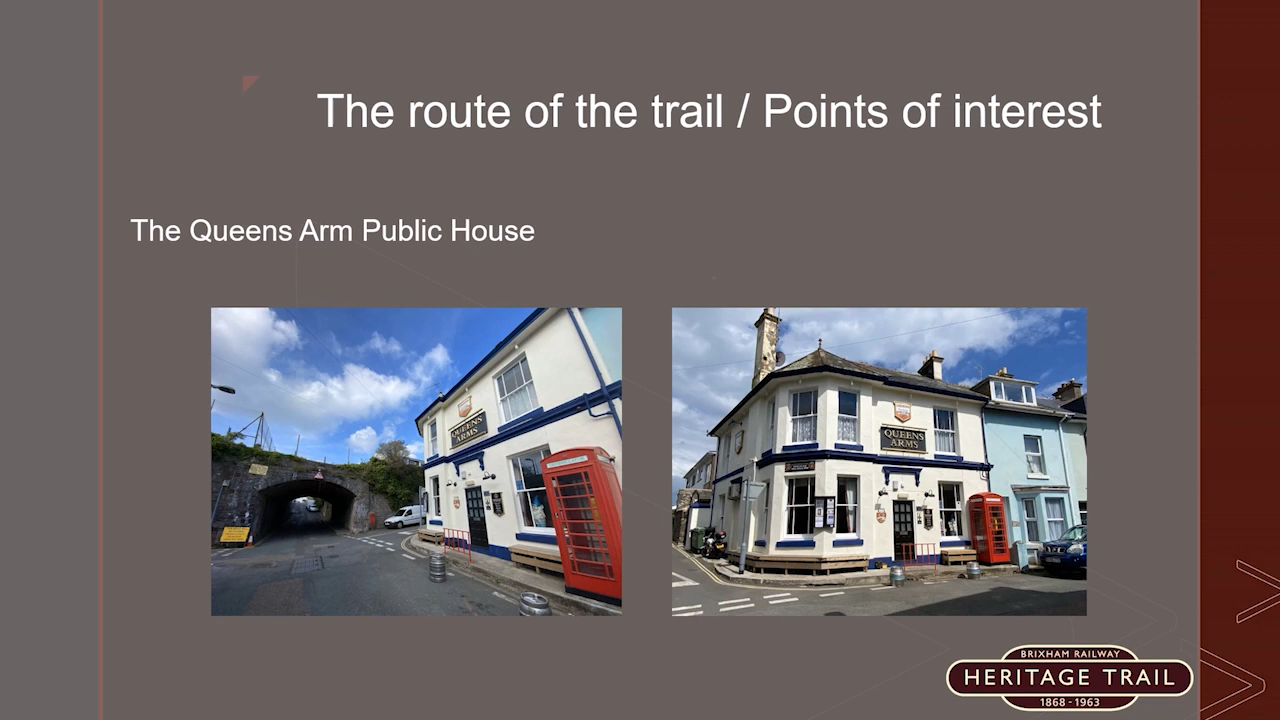 The route of the trail / Points of interest
The Queens Arm Public House
QUEENS
ARMS
QUEENS
ARMS
BRIXHAM RAILWAY
HERITAGE TRAIL
1868 - 1963